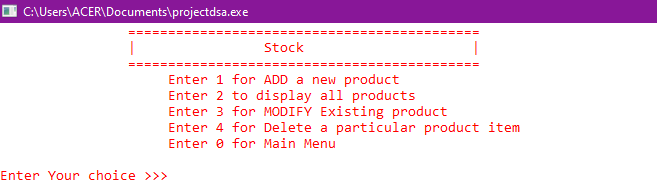 C:\Users\ACER\Documents\projectdsa.exe
============================================
| Stock |
============================================
Enter 1 for ADD a new product
Enter 2 to display all products
Enter 3 for MODIFY Existing product
Enter 4 for Delete a particular product item
Enter 0 for Main Menu
Enter Your choice >>>